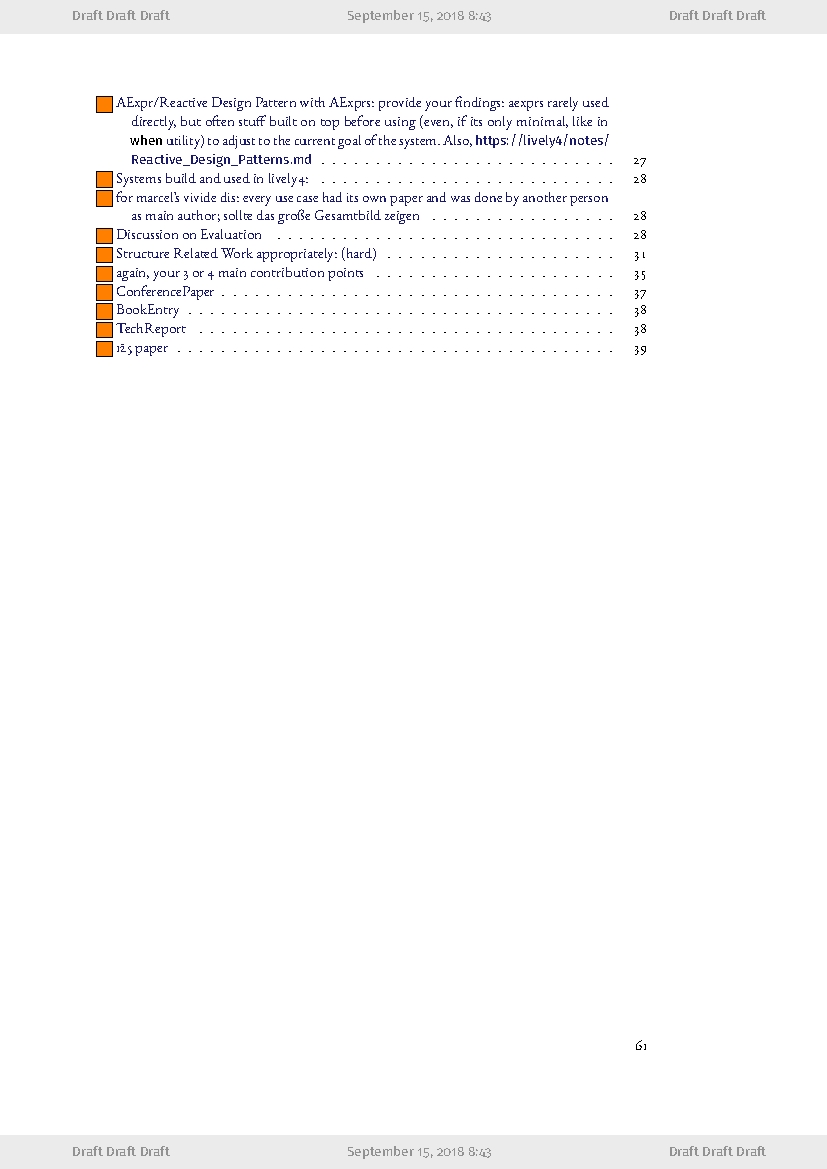 Draft Draft Draft September 15, 2018 8:43 Draft Draft Draft
AExpr/Reactive Design Pattern with AExprs: provide your findings: aexprs rarely used
directly, but often stuff built on top before using (even, if its only minimal, like in
when utility) to adjust to the current goal of the system. Also, https://lively4/notes/
Reactive_Design_Patterns.md . . . . . . . . . . . . . . . . . . . . . . . . . . . 27
Systems build and used in lively4: . . . . . . . . . . . . . . . . . . . . . . . . . . . 28
for marcel's vivide dis: every use case had its own paper and was done by another person
as main author; sollte das große Gesamtbild zeigen . . . . . . . . . . . . . . . . . 28
Discussion on Evaluation . . . . . . . . . . . . . . . . . . . . . . . . . . . . . . . 28
Structure Related Work appropriately: (hard) . . . . . . . . . . . . . . . . . . . . . 31
again, your 3 or 4 main contribution points . . . . . . . . . . . . . . . . . . . . . . 35
ConferencePaper . . . . . . . . . . . . . . . . . . . . . . . . . . . . . . . . . . . . 37
BookEntry . . . . . . . . . . . . . . . . . . . . . . . . . . . . . . . . . . . . . . . 38
TechReport . . . . . . . . . . . . . . . . . . . . . . . . . . . . . . . . . . . . . . 38
paper . . . . . . . . . . . . . . . . . . . . . . . . . . . . . . . . . . . . . . . . 39
61
Draft Draft Draft September 15, 2018 8:43 Draft Draft Draft